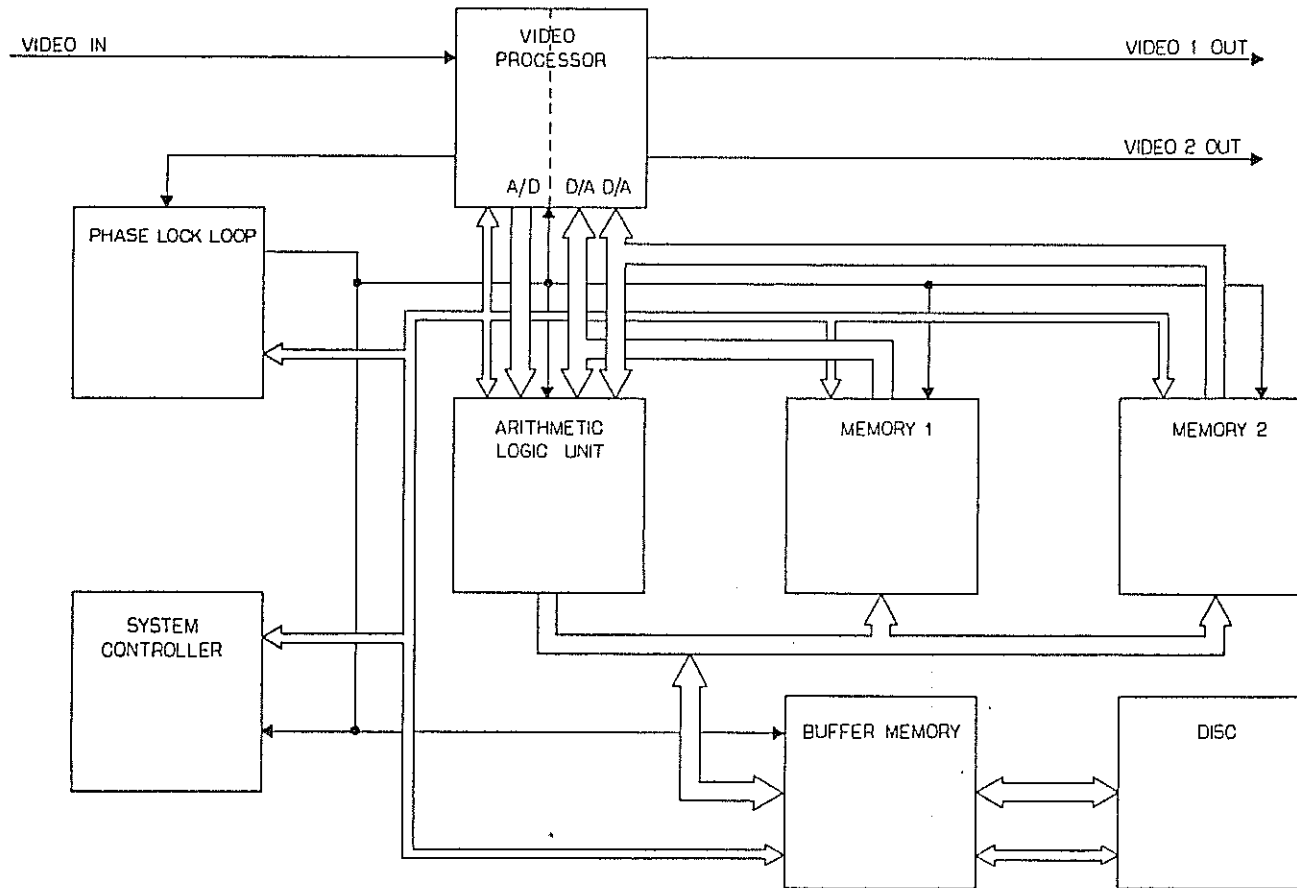 VIDEO IN
VIDEO
PROCESSOR
VIDEO 1 OUT
VIDEO 2 OUT
A/D D/A D/A
PHASE LOCK LOOP
ARITHMETIC
LOGIC UNIT
MEMORY 1
MEMORY 2
SYSTEM
CONTROLLER
BUFFER MEMORY
DISC